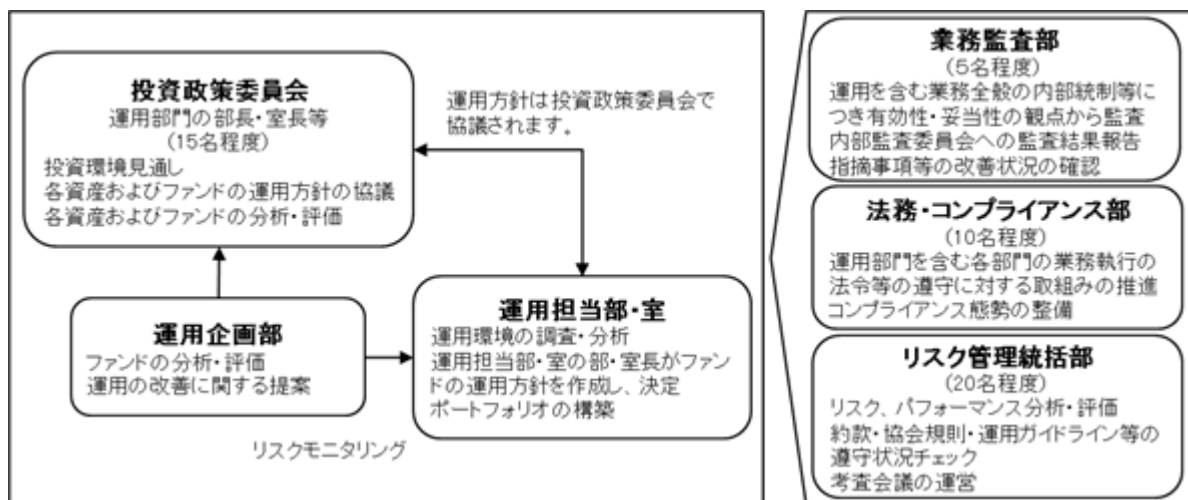 投資政策委員会
運用部門の部長・室長等
(15名程度)
投資環境見通し
各資産およびファンドの運用方針の協議
各資産およびファンドの分析・評価
運用方針は投資政策委員会で
協議されます。
運用企画部
ファンドの分析・評価
運用の改善に関する提案
運用担当部・室
運用環境の調査・分析
運用担当部・室の部・室長がファン
ドの運用方針を作成し、決定
ポートフォリオの構築
リスクモニタリング
業務監査部
(5名程度)
運用を含む業務全般の内部統制等に
つき有効性・妥当性の観点から監査
内部監査委員会への監査結果報告
指摘事項等の改善状況の確認
法務・コンプライアンス部
(10名程度)
運用部門を含む各部門の業務執行の
法令等の遵守に対する取組みの推進
コンプライアンス態勢の整備
リスク管理統括部
(20名程度)
リスク、パフォーマンス分析・評価
約款・協会規則・運用ガイドライン等の
遵守状況チェック
考査会議の運営